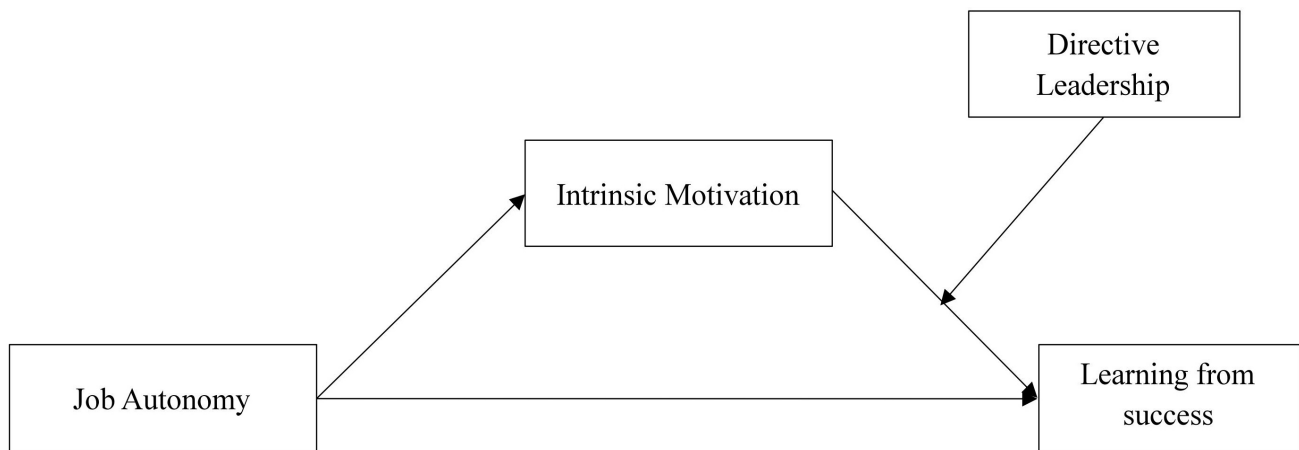 Directive
Leadership
Intrinsic Motivation
Job Autonomy
Learning from
success